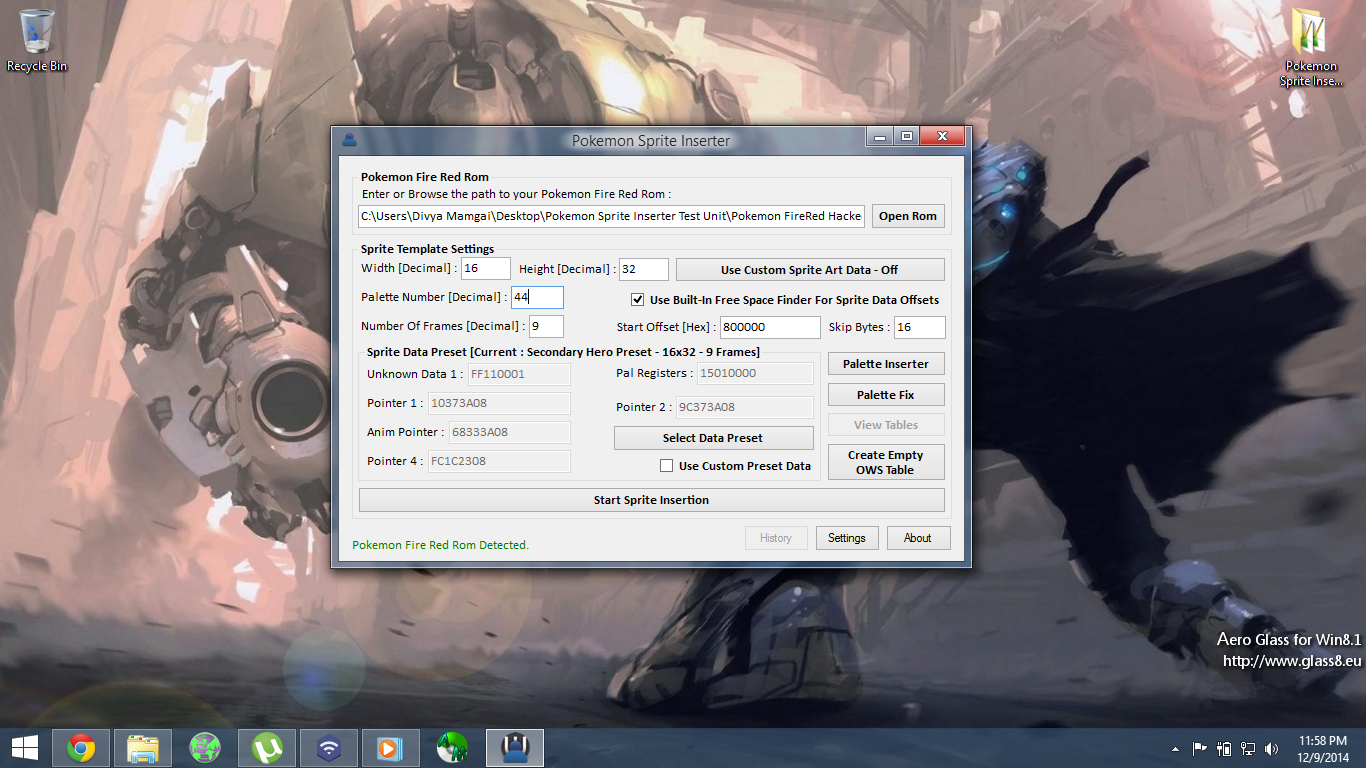 Recycle Bin
Pokemon
Sprite Inse...
Pokemon Sprite Inserter
Pokemon Fire Red Rom
Enter or Browse the path to your Pokemon Fire Red Rom :
C:\Users\Divya Mamgai\Desktop\Pokemon Sprite Inserter Test Unit\Pokemon FireRed Hacke
Open Rom
Sprite Template Settings
Width [Decimal] : 16 Height [Decimal] : 32 Use Custom Sprite Art Data - Off
Palette Number [Decimal] : 44 Use Built-In Free Space Finder For Sprite Data Offsets
Number Of Frames [Decimal] : 9 Start Offset [Hex] : 800000 Skip Bytes : 16
Sprite Data Preset [Current : Secondary Hero Preset - 16x32 - 9 Frames]
Unknown Data 1 : FF110001 Pal Registers : 15010000
Pointer 1 : 10373A08 Pointer 2 : 9C373A08
Anim Pointer : 68333A08 Select Data Preset
Pointer 4 : FC1C2308 Use Custom Preset Data
Palette Inserter
Palette Fix
View Tables
Create Empty
OWS Table
Start Sprite Insertion
Pokemon Fire Red Rom Detected.
History Settings About
Aero Glass for Win8.1
http://www.glass8.eu
11:58 PM
12/9/2014